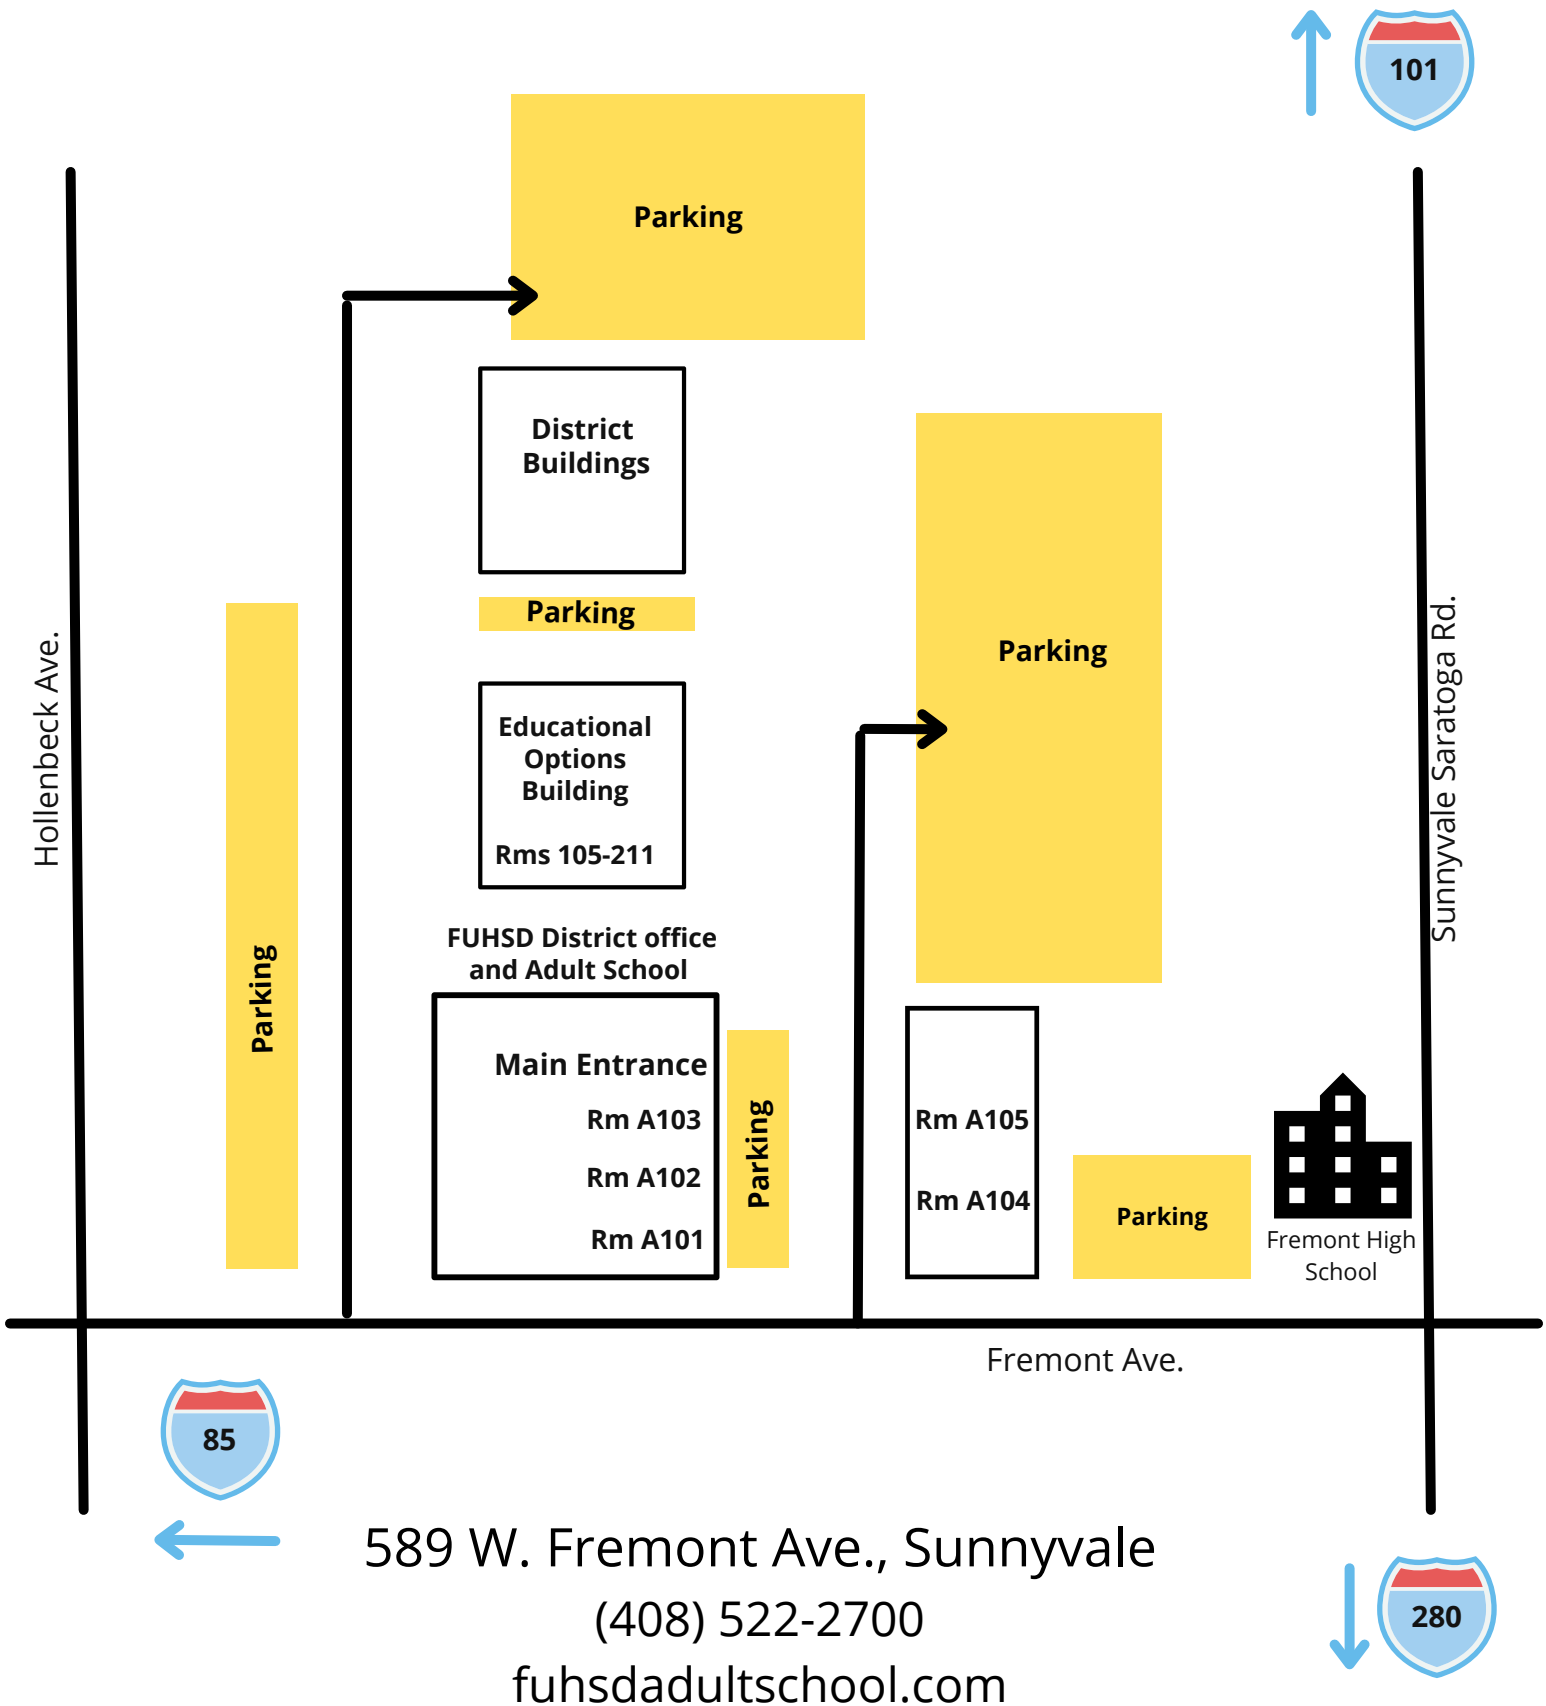 101
Parking
District
Buildings
Parking
Parking
Hollenbeck Ave.
Sunnyvale Saratoga Rd.
Educational
Options
Building
Rms 105-211
FUHSD District office
and Adult School
Parking
Main Entrance
Rm A103
Rm A102
Rm A101
Parking
Rm A105
Rm A104
Parking
Fremont High
School
Fremont Ave.
85
589 W. Fremont Ave., Sunnyvale
(408) 522-2700
fuhsdadultschool.com
280